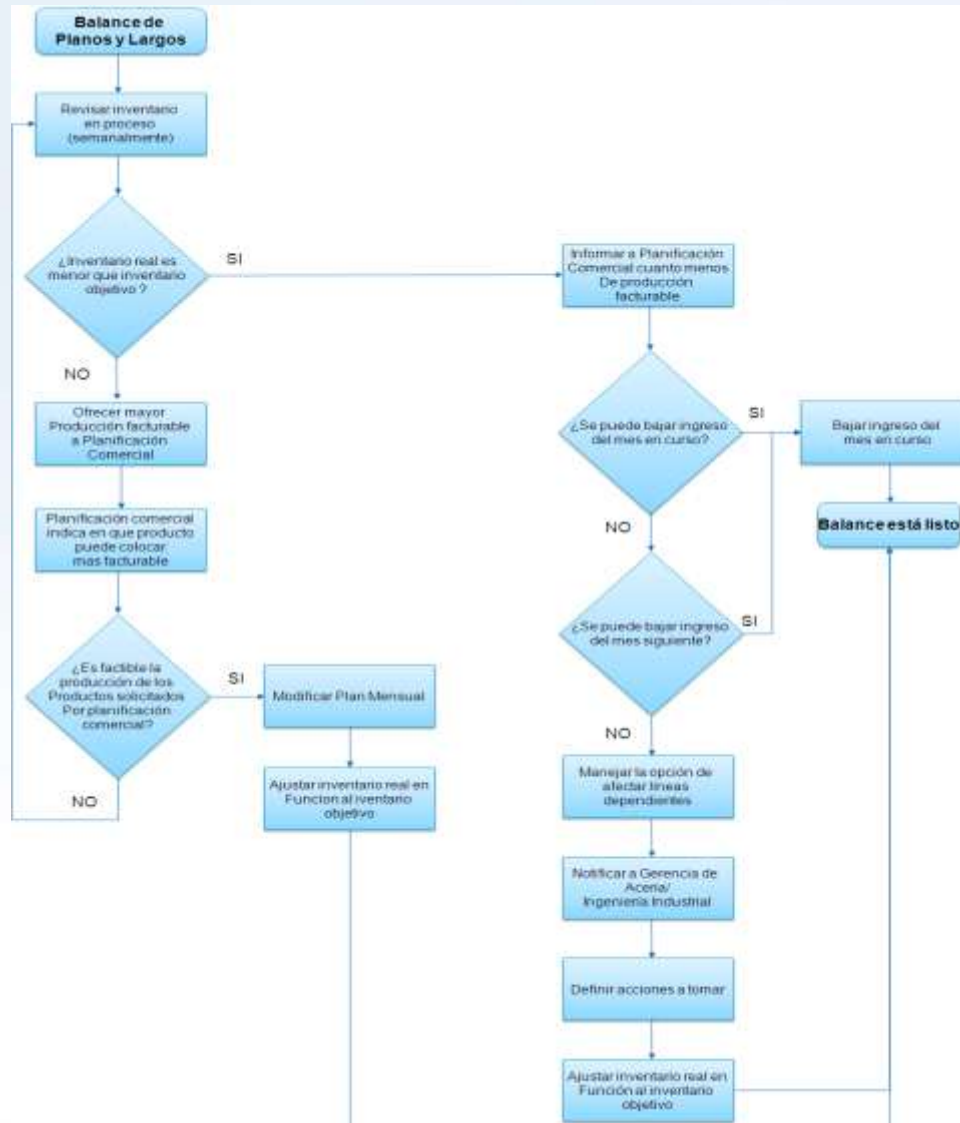 Balance de
Planos y Largos
Revisar inventario
en proceso
(semanalmente)
¿Inventario real es
menor que inventario
objetivo ?
SI
NO
Informar a Planificación
Comercial cuanto menos
De producción
facturable
Ofrecer mayor
Producción facturable
a Planificación
Comercial
¿Se puede bajar ingreso
del mes en curso?
SI
NO
Bajar ingreso del
mes en curso
Balance está listo
Planificación comercial
indica en que producto
puede colocar
mas facturable
¿Se puede bajar ingreso
del mes siguiente?
SI
NO
¿Es factible la
producción de los
Productos solicitados
Por planificación
comercial?
SI
NO
Modificar Plan Mensual
Ajustar inventario real en
Funcion al iventario
objetivo
Manejar la opción de
afectar líneas
dependientes
Notificar a Gerencia de
Acería/
Ingeniería Industrial
Definir acciones a tomar
Ajustar inventario real en
Función al inventario
objetivo